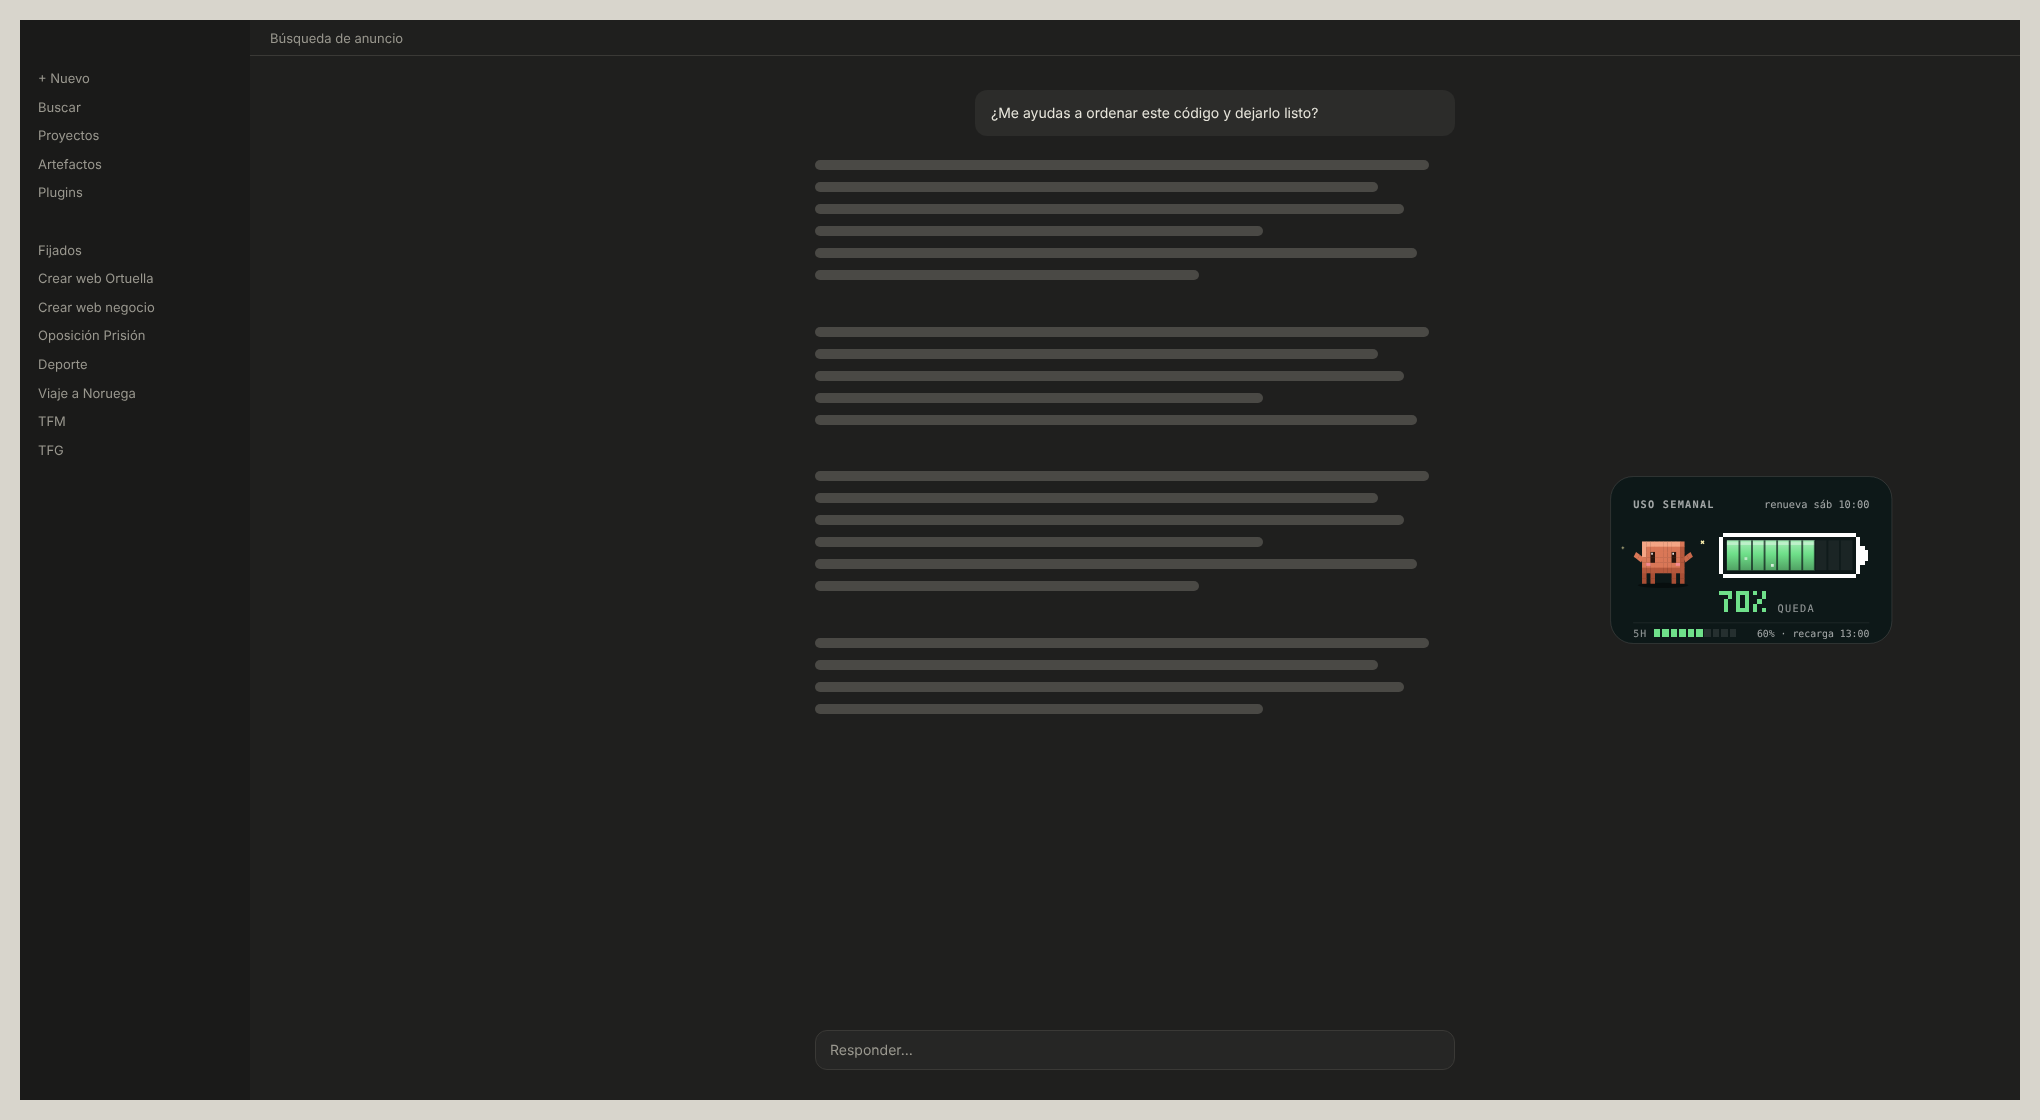 Búsqueda de anuncio
+ Nuevo
Buscar
Proyectos
Artefactos
Plugins
Fijados
Crear web Ortuella
Crear web negocio
Oposición Prisión
Deporte
Viaje a Noruega
TFM
TFG
¿Me ayudas a ordenar este código y dejarlo listo?
USO SEMANAL renueva sáb 10:00
70% QUEDA
5H 60% · recarga 13:00
Responder...